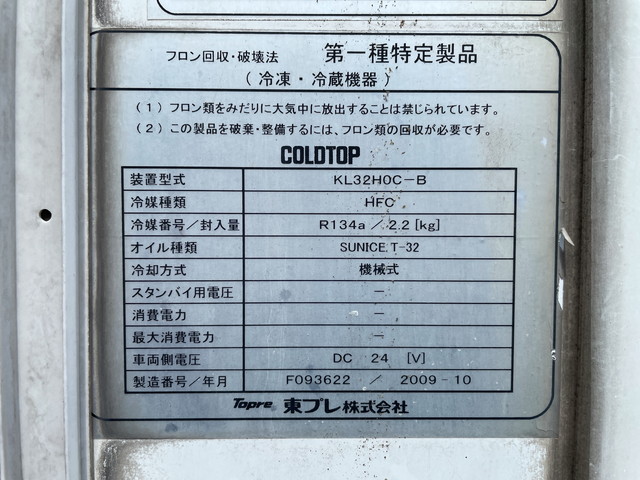 フロン回収・破壊法 第一種特定製品
(冷凍・冷蔵機器)
(1) フロン類をみだりに大気中に放出することは禁じられています。
(2) この製品を破棄・整備するには、フロン類の回収が必要です。
COLDTOP
装置型式 KL32H0C-B
冷媒種類 HFC
冷媒番号/封入量 R134a / 2.2 [kg]
オイル種類 SUNICE.T-32
冷却方式 機械式
スタンバイ用電圧 -
消費電力 -
最大消費電力 -
車両側電圧 DC 24 [V]
製造番号/年月 F093622 / 2009-10
Topre 東プレ株式会社